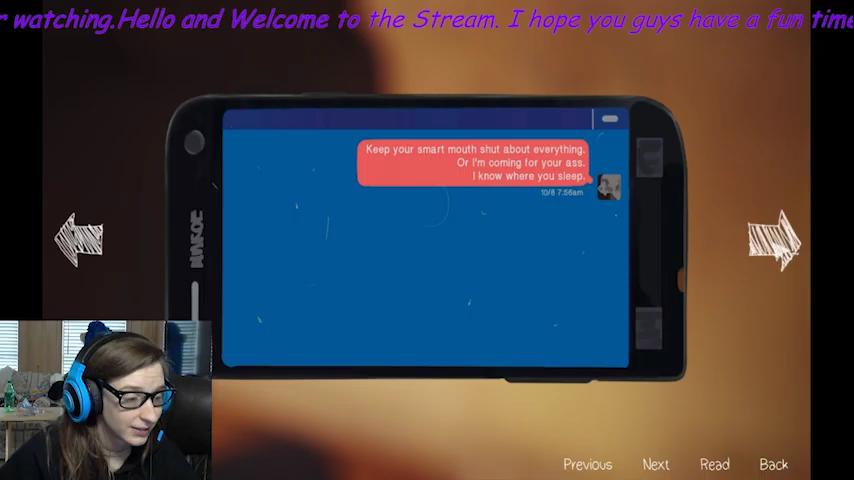 r watching.Hello and Welcome to the Stream. I hope you guys have a fun time
Keep your smart mouth shut about everything.
Or I'm coming for your ass.
I know where you sleep.
10/8 7:56am
Previous Next Read Back